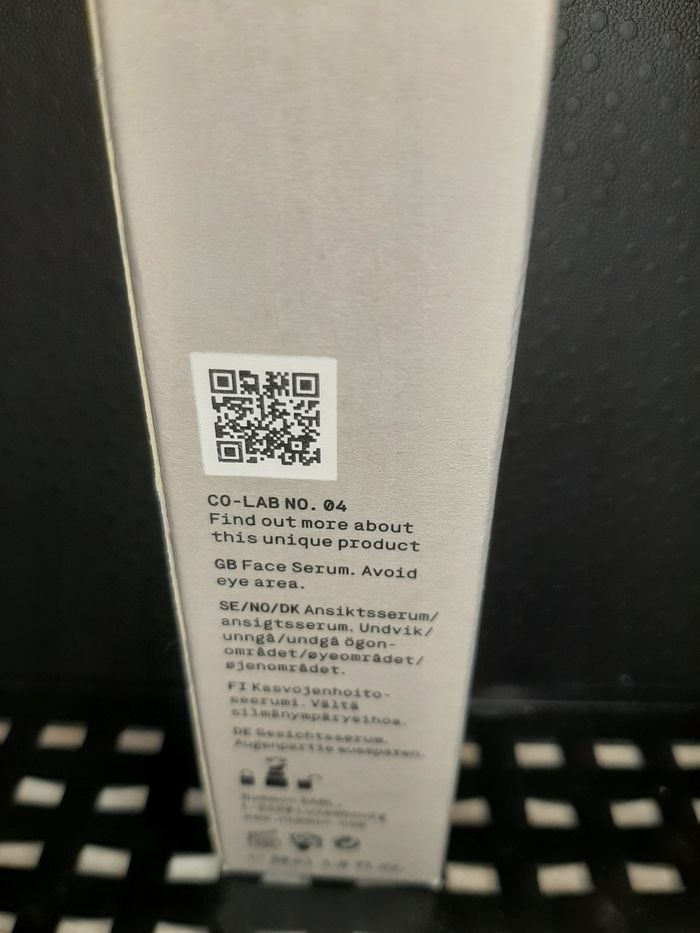 CO-LAB NO. 04
Find out more about
this unique product
GB Face Serum. Avoid
eye area.
SE/NO/DK Ansiktsserum/
ansigtsserum. Undvik/
unngå/undgå ögon-
området/øyeområdet/
øjenområdet.
FI Kasvojenhoito-
seerumi. Vältä
silmänympärysihoa.
DE Gesichtsserum.
Augenpartie aussparen.